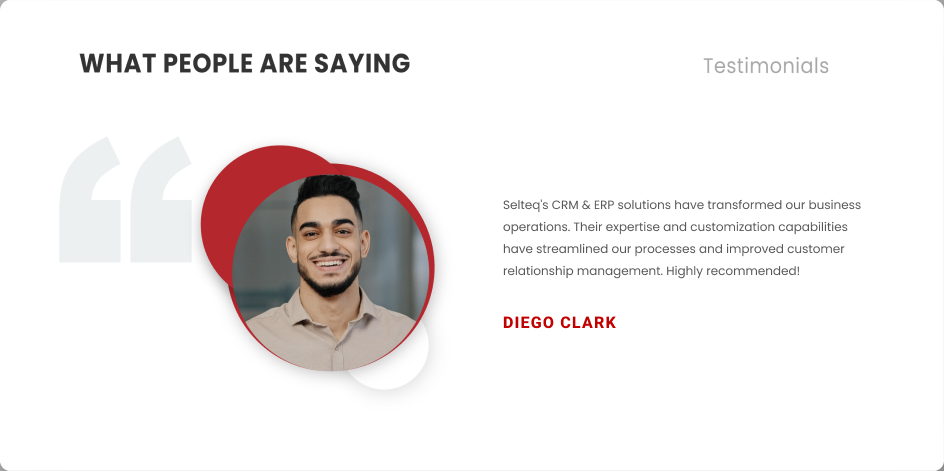 WHAT PEOPLE ARE SAYING
Testimonials
Selteq's CRM & ERP solutions have transformed our business
operations. Their expertise and customization capabilities
have streamlined our processes and improved customer
relationship management. Highly recommended!
DIEGO CLARK